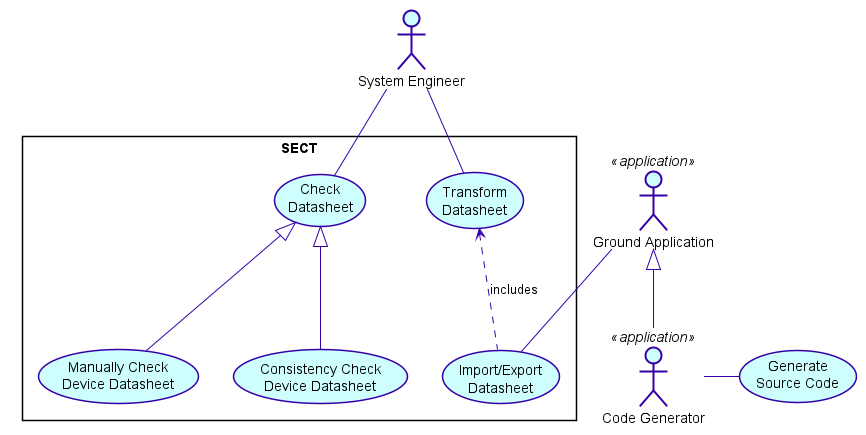 System Engineer
SECT
«application»
Check
Datasheet
Transform
Datasheet
Ground Application
includes
«application»
Manually Check
Device Datasheet
Consistency Check
Device Datasheet
Import/Export
Datasheet
Generate
Source Code
Code Generator